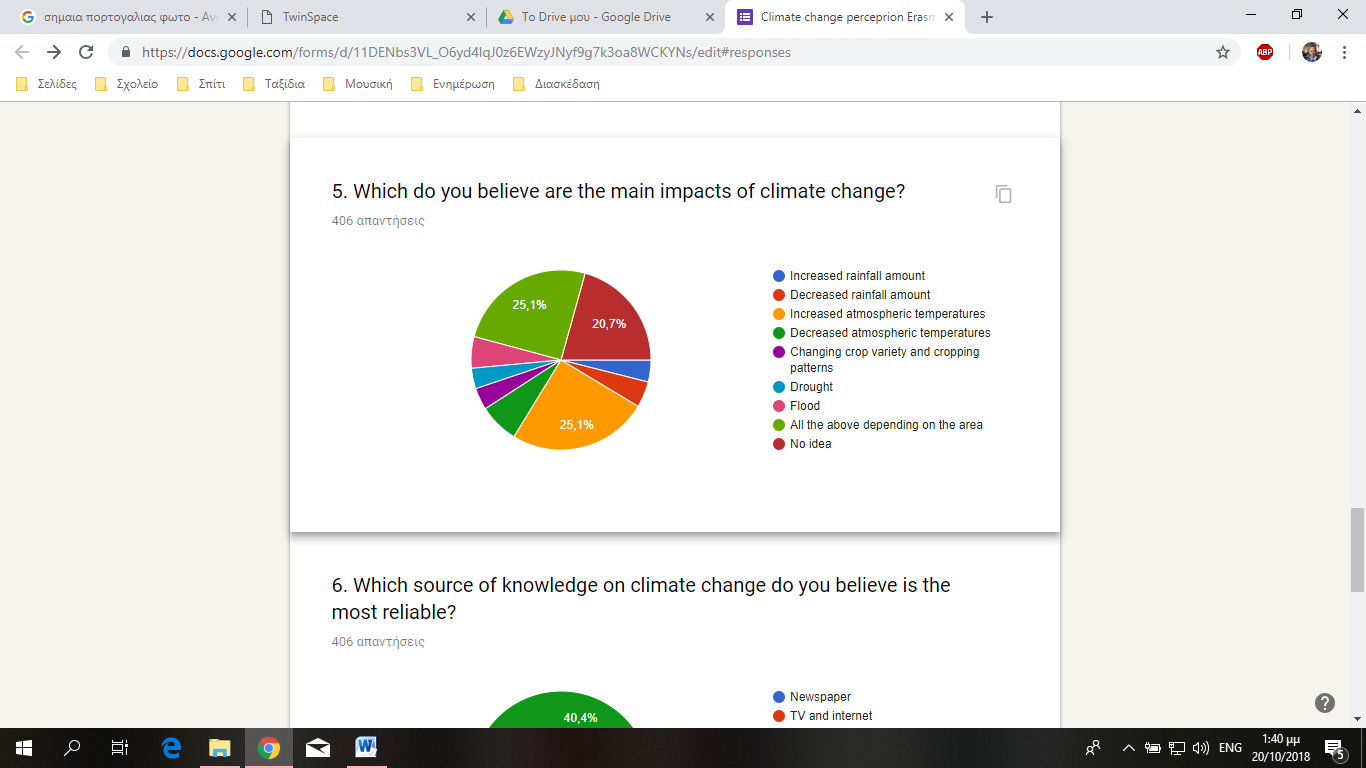 σημαια πορτογαλιας φωτο - Αν
TwinSpace
Το Drive μου - Google Drive
Climate change perceprion Erasm
https://docs.google.com/forms/d/11DENbs3VL_O6yd4lqJ0z6EWzyJNyf9g7k3oa8WCKYNs/edit#responses
ABP
Σελίδες
Σχολείο
Σπίτι
Ταξίδια
Μουσική
Ενημέρωση
Διασκέδαση
5. Which do you believe are the main impacts of climate change?
406 απαντήσεις
25,1%
20,7%
25,1%
Increased rainfall amount
Decreased rainfall amount
Increased atmospheric temperatures
Decreased atmospheric temperatures
Changing crop variety and cropping
patterns
Drought
Flood
All the above depending on the area
No idea
6. Which source of knowledge on climate change do you believe is the
most reliable?
406 απαντήσεις
40,4%
Newspaper
TV and internet
ENG
1:40 μμ
20/10/2018
5